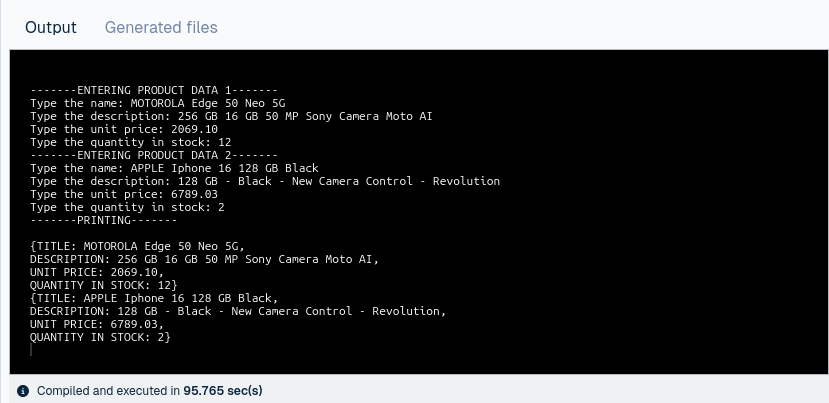 Output Generated files
-------ENTERING PRODUCT DATA 1-------
Type the name: MOTOROLA Edge 50 Neo 5G
Type the description: 256 GB 16 GB 50 MP Sony Camera Moto AI
Type the unit price: 2069.10
Type the quantity in stock: 12
-------ENTERING PRODUCT DATA 2-------
Type the name: APPLE Iphone 16 128 GB Black
Type the description: 128 GB - Black - New Camera Control - Revolution
Type the unit price: 6789.03
Type the quantity in stock: 2
-------PRINTING-------
{TITLE: MOTOROLA Edge 50 Neo 5G,
DESCRIPTION: 256 GB 16 GB 50 MP Sony Camera Moto AI,
UNIT PRICE: 2069.10,
QUANTITY IN STOCK: 12}
{TITLE: APPLE Iphone 16 128 GB Black,
DESCRIPTION: 128 GB - Black - New Camera Control - Revolution,
UNIT PRICE: 6789.03,
QUANTITY IN STOCK: 2}
Compiled and executed in 95.765 sec(s)